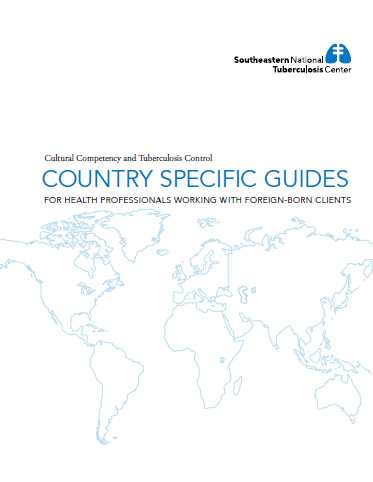 Southeastern National
Tuberculosis Center
Cultural Competency and Tuberculosis Control
COUNTRY SPECIFIC GUIDES
FOR HEALTH PROFESSIONALS WORKING WITH FOREIGN-BORN CLIENTS